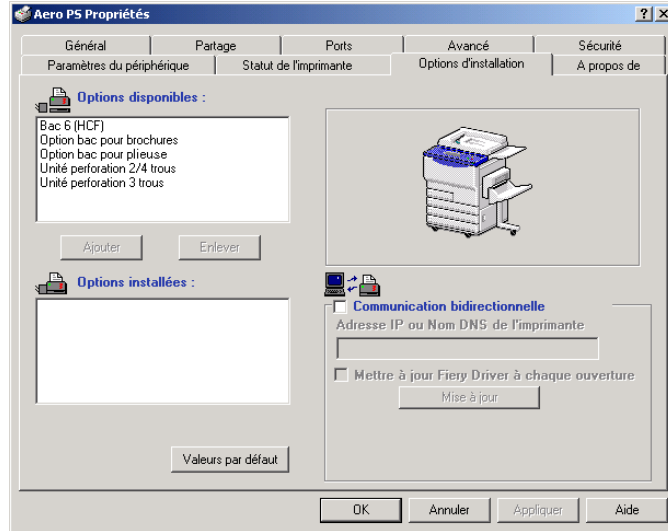 Aero PS Propriétés
Général Partage Ports Avancé Sécurité
Paramètres du périphérique Statut de l'imprimante Options d'installation A propos de
Options disponibles :
Bac 6 (HCF)
Option bac pour brochures
Option bac pour plieuse
Unité perforation 2/4 trous
Unité perforation 3 trous
Ajouter Enlever
Options installées :
Valeurs par défaut
Communication bidirectionnelle
Adresse IP ou Nom DNS de l'imprimante
Mettre à jour Fiery Driver à chaque ouverture
Mise à jour
OK Annuler Appliquer Aide